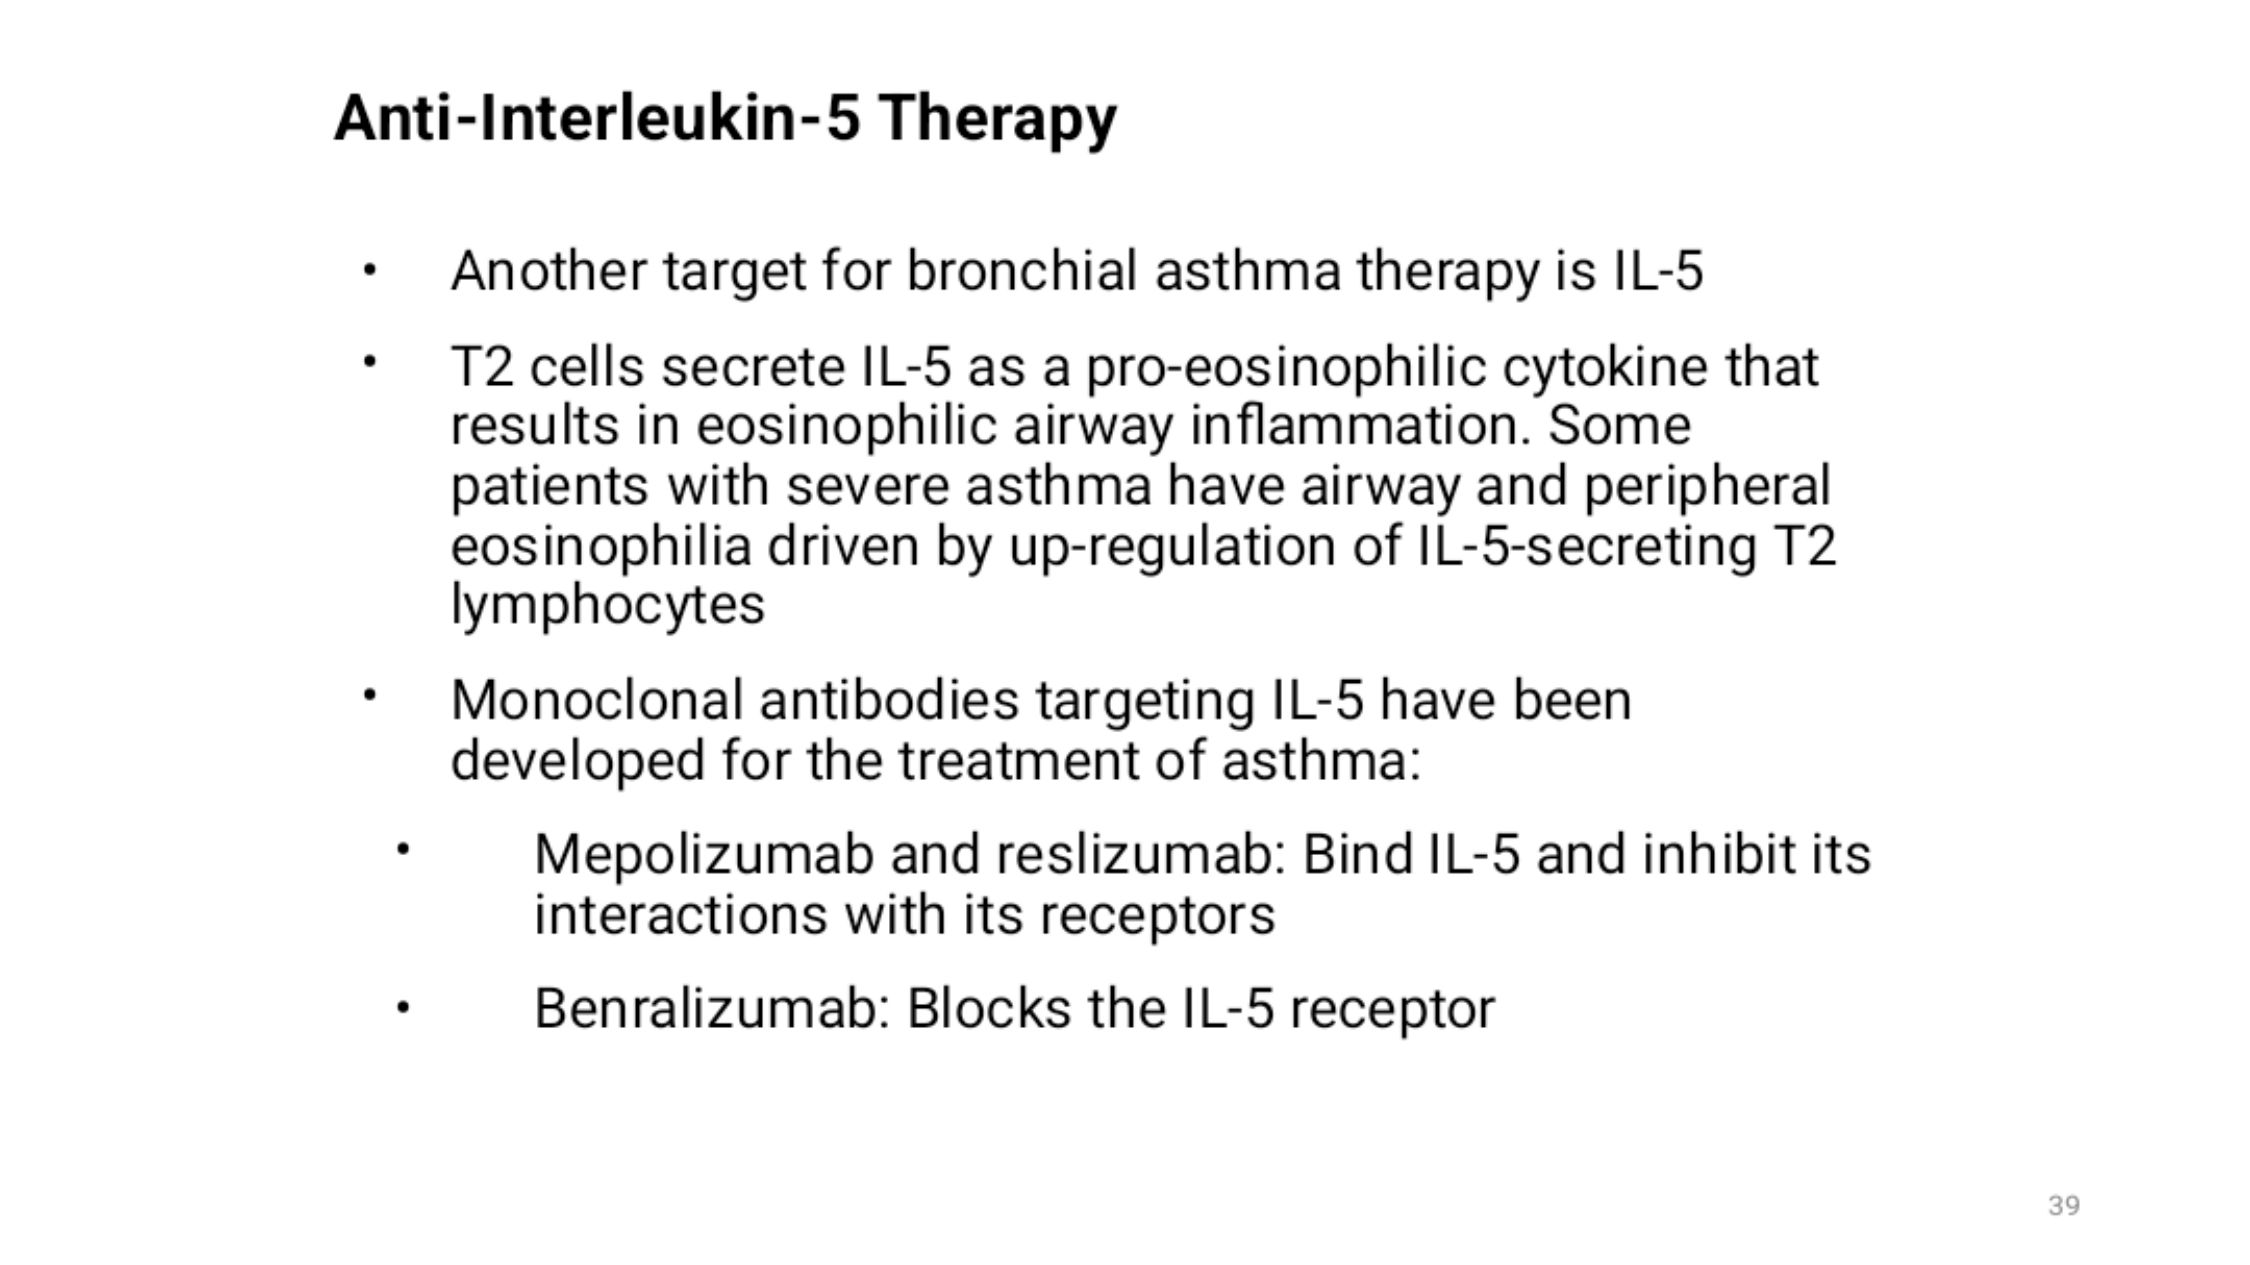 Anti-Interleukin-5 Therapy
• Another target for bronchial asthma therapy is IL-5
• T2 cells secrete IL-5 as a pro-eosinophilic cytokine that
results in eosinophilic airway inflammation. Some
patients with severe asthma have airway and peripheral
eosinophilia driven by up-regulation of IL-5-secreting T2
lymphocytes
• Monoclonal antibodies targeting IL-5 have been
developed for the treatment of asthma:
• Mepolizumab and reslizumab: Bind IL-5 and inhibit its
interactions with its receptors
• Benralizumab: Blocks the IL-5 receptor
39